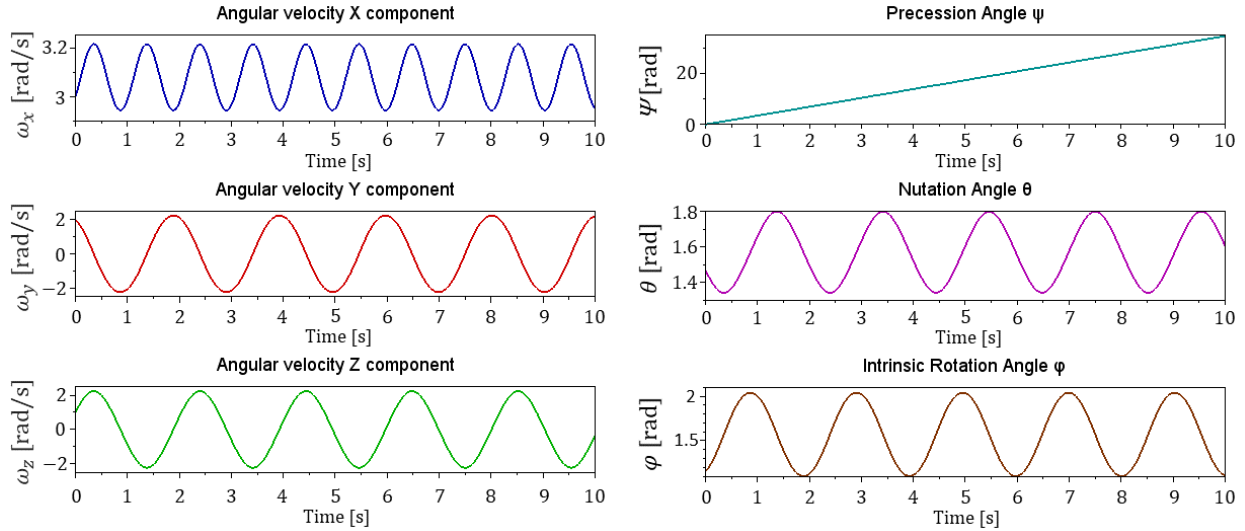 Angular velocity X component
3.2
3
ω_x [rad/s]
0 1 2 3 4 5 6 7 8 9 10
Time [s]
Precession Angle ψ
20
0
Ψ [rad]
0 1 2 3 4 5 6 7 8 9 10
Time [s]
Angular velocity Y component
2
0
−2
ω_y [rad/s]
0 1 2 3 4 5 6 7 8 9 10
Time [s]
Nutation Angle θ
1.8
1.6
1.4
θ [rad]
0 1 2 3 4 5 6 7 8 9 10
Time [s]
Angular velocity Z component
2
0
−2
ω_z [rad/s]
0 1 2 3 4 5 6 7 8 9 10
Time [s]
Intrinsic Rotation Angle φ
2
1.5
φ [rad]
0 1 2 3 4 5 6 7 8 9 10
Time [s]